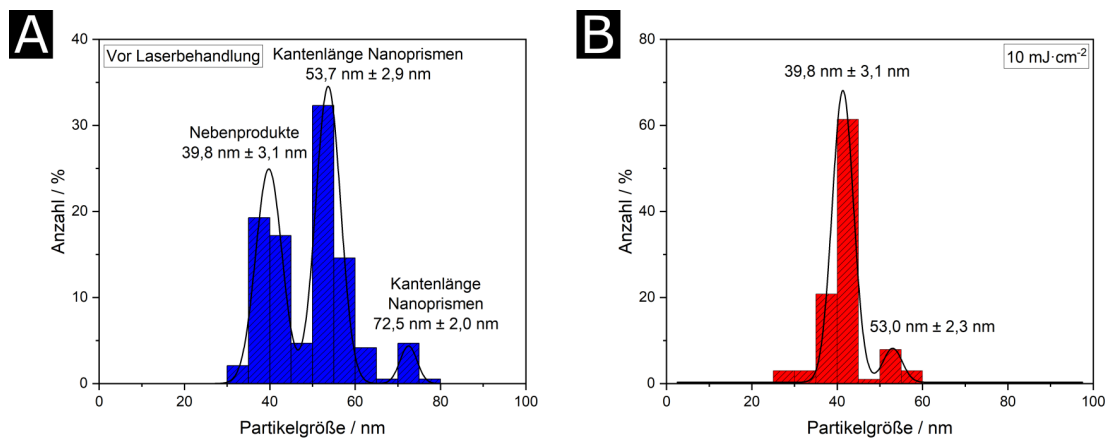 A
Vor Laserbehandlung
Kantenlänge Nanoprismen
53,7 nm ± 2,9 nm
Nebenprodukte
39,8 nm ± 3,1 nm
Kantenlänge
Nanoprismen
72,5 nm ± 2,0 nm
Anzahl / %
40
30
20
10
0
0 20 40 60 80 100
Partikelgröße / nm
B
10 mJ·cm⁻²
39,8 nm ± 3,1 nm
53,0 nm ± 2,3 nm
Anzahl / %
80
60
40
20
0
0 20 40 60 80 100
Partikelgröße / nm